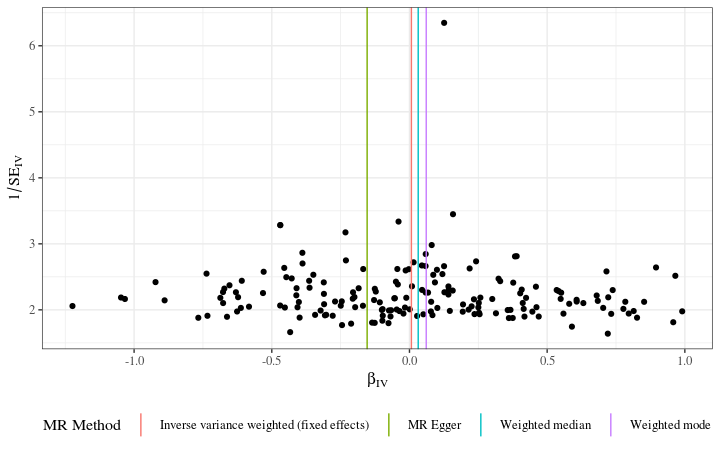 6
5
4
3
2
1/SE_IV
-1.0 -0.5 0.0 0.5 1.0
β_IV
MR Method Inverse variance weighted (fixed effects) MR Egger Weighted median Weighted mode